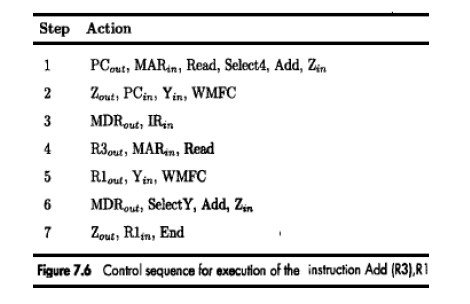 Step Action
1 PCout, MARin, Read, Select4, Add, Zin
2 Zout, PCin, Yin, WMFC
3 MDRout, IRin
4 R3out, MARin, Read
5 R1out, Yin, WMFC
6 MDRout, SelectY, Add, Zin
7 Zout, R1in, End
Figure 7.6 Control sequence for execution of the instruction Add (R3),R1